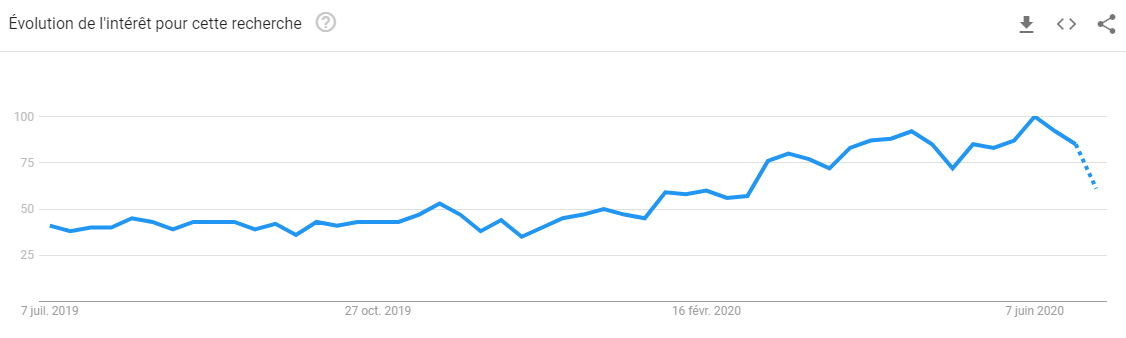 Évolution de l'intérêt pour cette recherche ?
100
75
50
25
7 juil. 2019 27 oct. 2019 16 févr. 2020 7 juin 2020